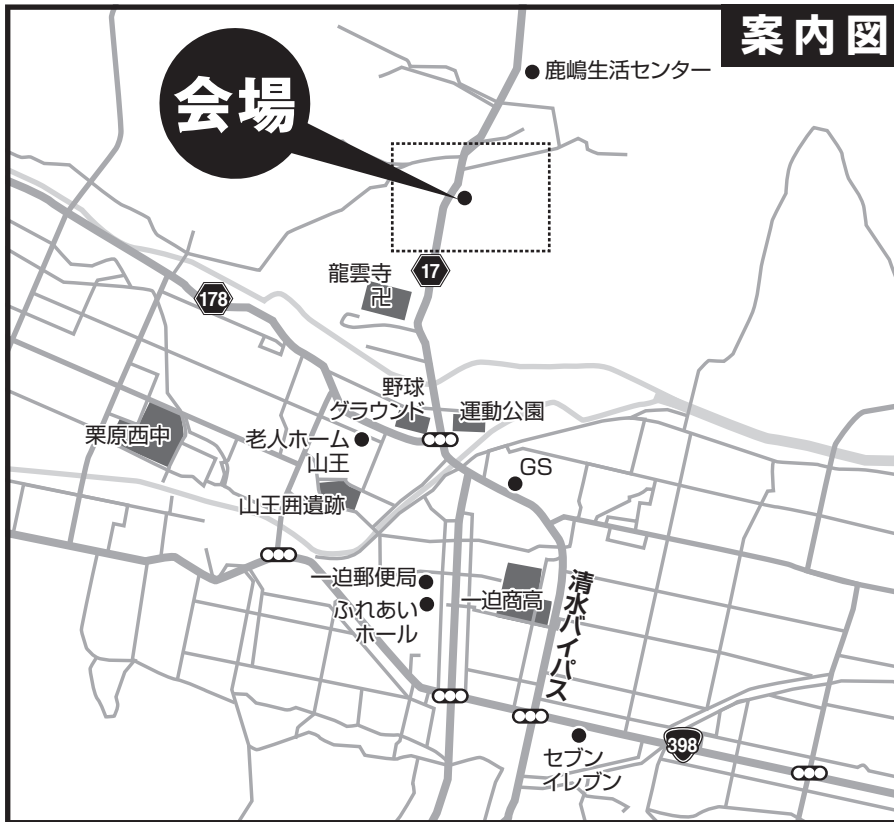 案内図
会場
鹿嶋生活センター
龍雲寺
卍
17
178
野球
グラウンド
運動公園
栗原西中
老人ホーム
山王
GS
山王囲遺跡
一迫郵便局
ふれあい
ホール
一迫商高
清水バイパス
398
セブン
イレブン